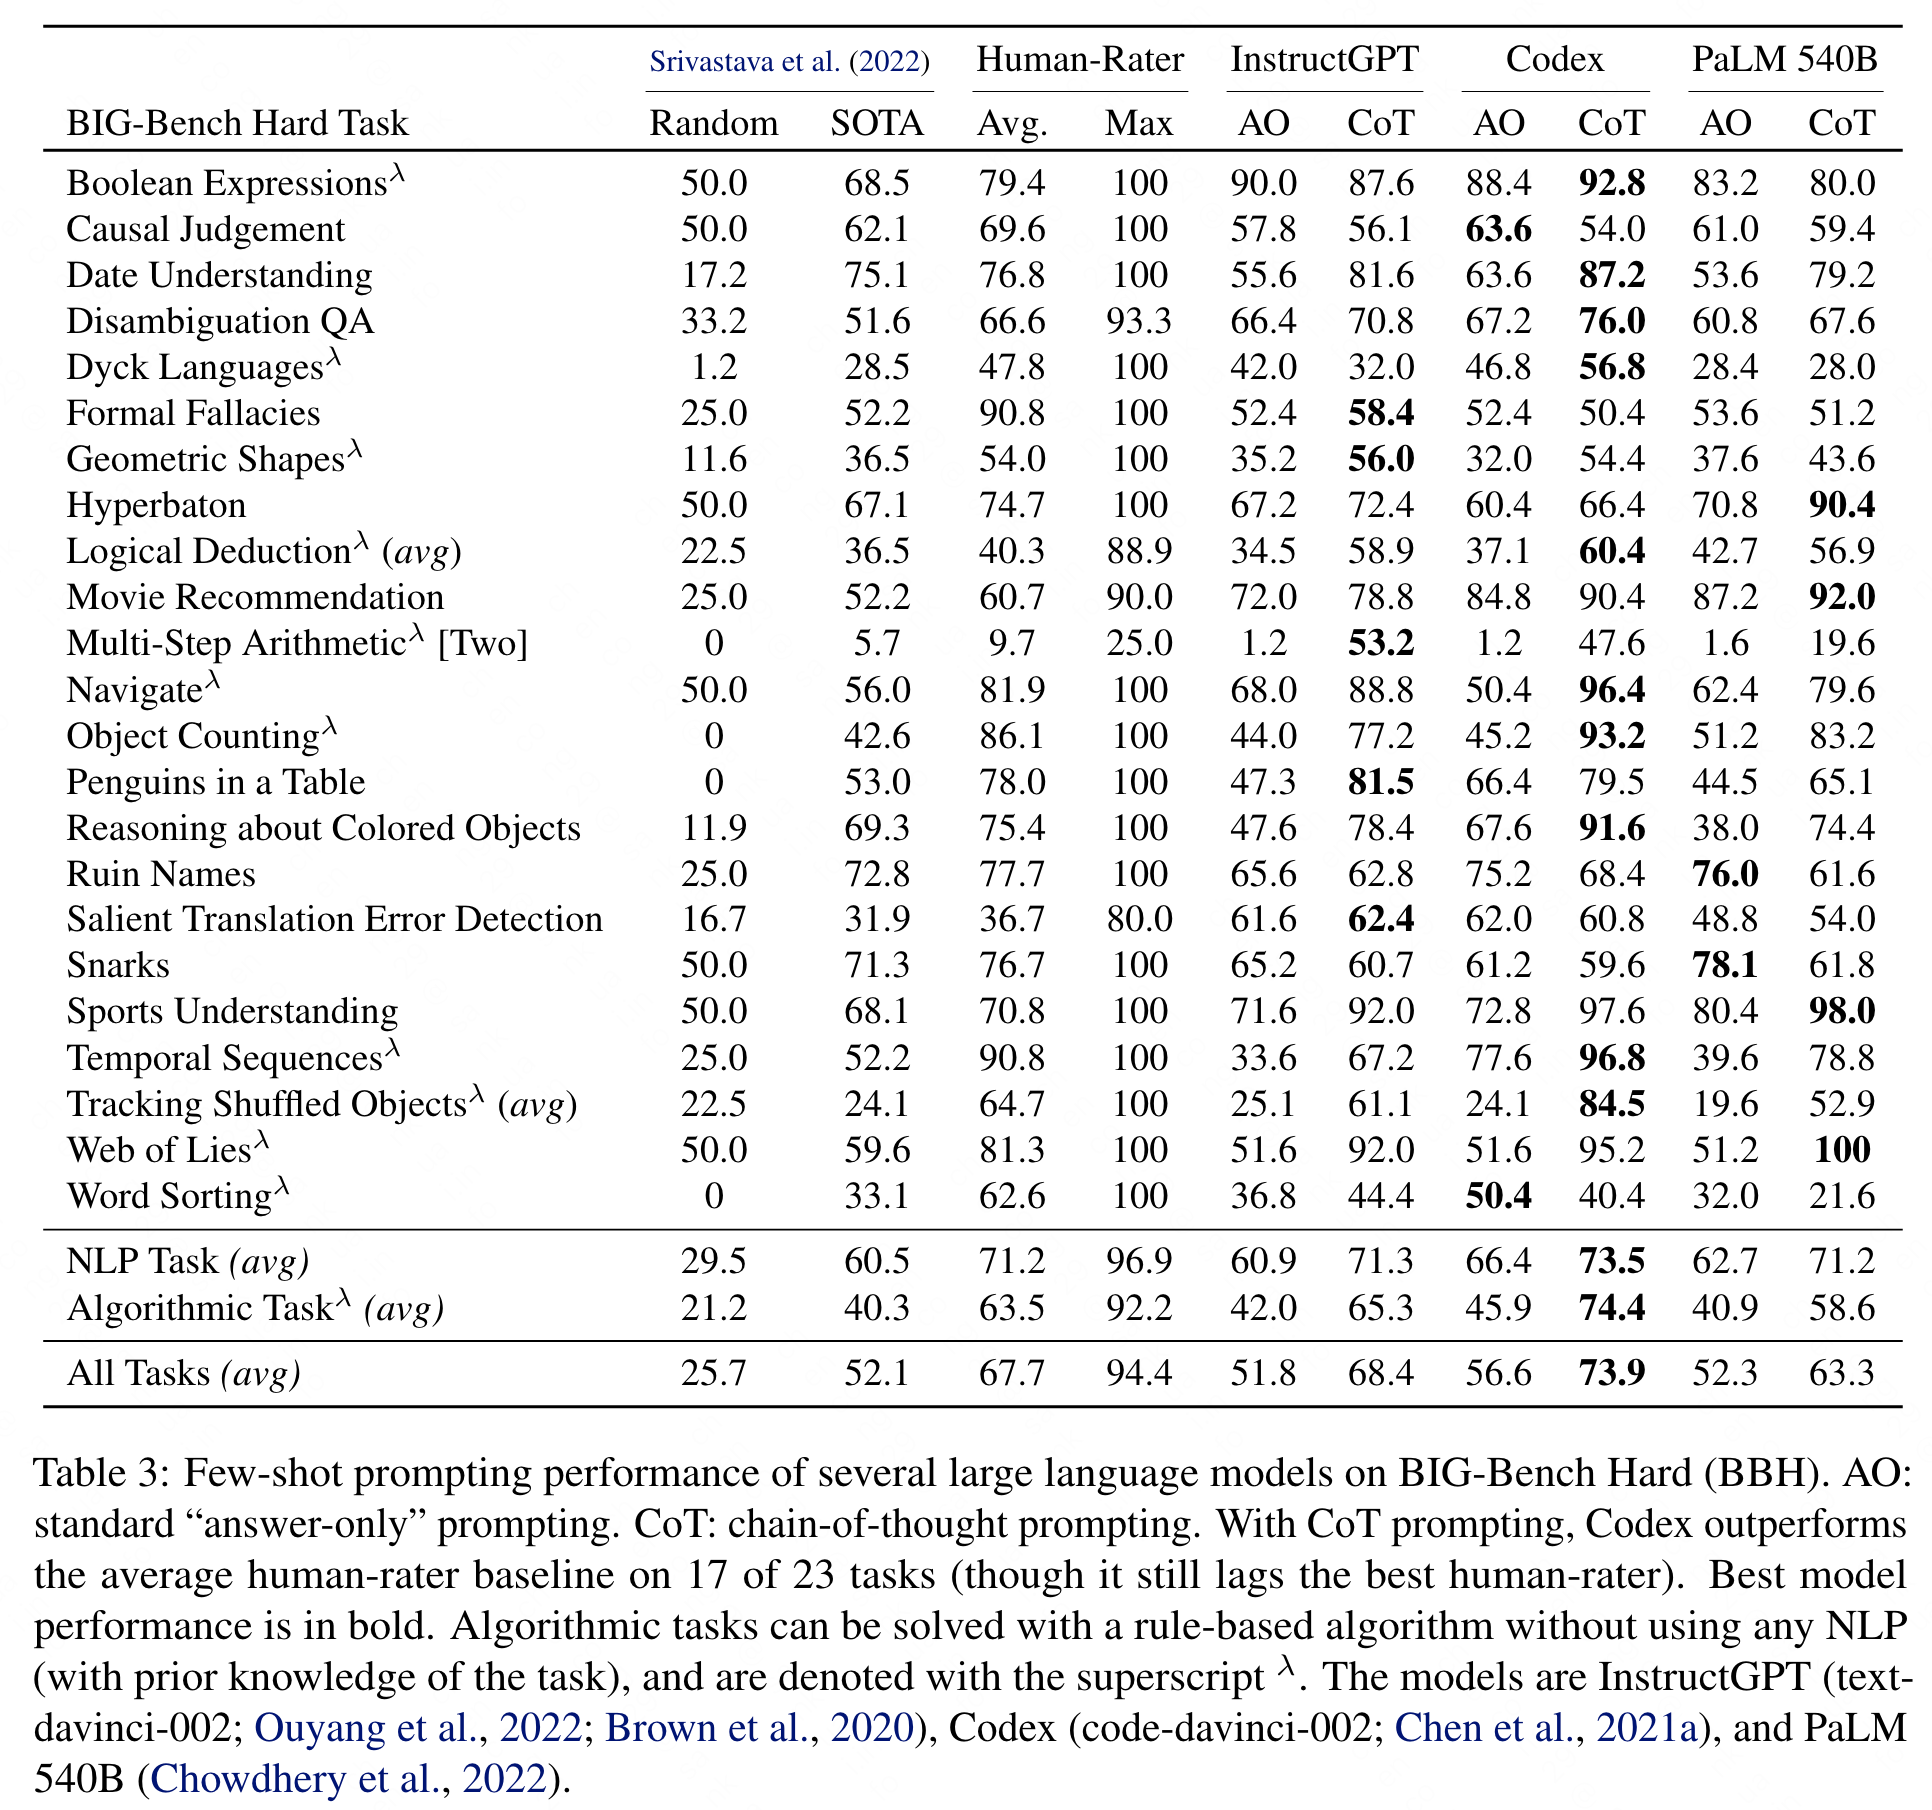 Srivastava et al. (2022) Human-Rater InstructGPT Codex PaLM 540B
BIG-Bench Hard Task Random SOTA Avg. Max AO CoT AO CoT AO CoT
Boolean Expressionsλ 50.0 68.5 79.4 100 90.0 87.6 88.4 92.8 83.2 80.0
Causal Judgement 50.0 62.1 69.6 100 57.8 56.1 63.6 54.0 61.0 59.4
Date Understanding 17.2 75.1 76.8 100 55.6 81.6 63.6 87.2 53.6 79.2
Disambiguation QA 33.2 51.6 66.6 93.3 66.4 70.8 67.2 76.0 60.8 67.6
Dyck Languagesλ 1.2 28.5 47.8 100 42.0 32.0 46.8 56.8 28.4 28.0
Formal Fallacies 25.0 52.2 90.8 100 52.4 58.4 52.4 50.4 53.6 51.2
Geometric Shapesλ 11.6 36.5 54.0 100 35.2 56.0 32.0 54.4 37.6 43.6
Hyperbaton 50.0 67.1 74.7 100 67.2 72.4 60.4 66.4 70.8 90.4
Logical Deductionλ (avg) 22.5 36.5 40.3 88.9 34.5 58.9 37.1 60.4 42.7 56.9
Movie Recommendation 25.0 52.2 60.7 90.0 72.0 78.8 84.8 90.4 87.2 92.0
Multi-Step Arithmeticλ [Two] 0 5.7 9.7 25.0 1.2 53.2 1.2 47.6 1.6 19.6
Navigateλ 50.0 56.0 81.9 100 68.0 88.8 50.4 96.4 62.4 79.6
Object Countingλ 0 42.6 86.1 100 44.0 77.2 45.2 93.2 51.2 83.2
Penguins in a Table 0 53.0 78.0 100 47.3 81.5 66.4 79.5 44.5 65.1
Reasoning about Colored Objects 11.9 69.3 75.4 100 47.6 78.4 67.6 91.6 38.0 74.4
Ruin Names 25.0 72.8 77.7 100 65.6 62.8 75.2 68.4 76.0 61.6
Salient Translation Error Detection 16.7 31.9 36.7 80.0 61.6 62.4 62.0 60.8 48.8 54.0
Snarks 50.0 71.3 76.7 100 65.2 60.7 61.2 59.6 78.1 61.8
Sports Understanding 50.0 68.1 70.8 100 71.6 92.0 72.8 97.6 80.4 98.0
Temporal Sequencesλ 25.0 52.2 90.8 100 33.6 67.2 77.6 96.8 39.6 78.8
Tracking Shuffled Objectsλ (avg) 22.5 24.1 64.7 100 25.1 61.1 24.1 84.5 19.6 52.9
Web of Liesλ 50.0 59.6 81.3 100 51.6 92.0 51.6 95.2 51.2 100
Word Sortingλ 0 33.1 62.6 100 36.8 44.4 50.4 40.4 32.0 21.6
NLP Task (avg) 29.5 60.5 71.2 96.9 60.9 71.3 66.4 73.5 62.7 71.2
Algorithmic Taskλ (avg) 21.2 40.3 63.5 92.2 42.0 65.3 45.9 74.4 40.9 58.6
All Tasks (avg) 25.7 52.1 67.7 94.4 51.8 68.4 56.6 73.9 52.3 63.3
Table 3: Few-shot prompting performance of several large language models on BIG-Bench Hard (BBH). AO:
standard “answer-only” prompting. CoT: chain-of-thought prompting. With CoT prompting, Codex outperforms
the average human-rater baseline on 17 of 23 tasks (though it still lags the best human-rater). Best model
performance is in bold. Algorithmic tasks can be solved with a rule-based algorithm without using any NLP
(with prior knowledge of the task), and are denoted with the superscript λ. The models are InstructGPT (text-
davinci-002; Ouyang et al., 2022; Brown et al., 2020), Codex (code-davinci-002; Chen et al., 2021a), and PaLM
540B (Chowdhery et al., 2022).